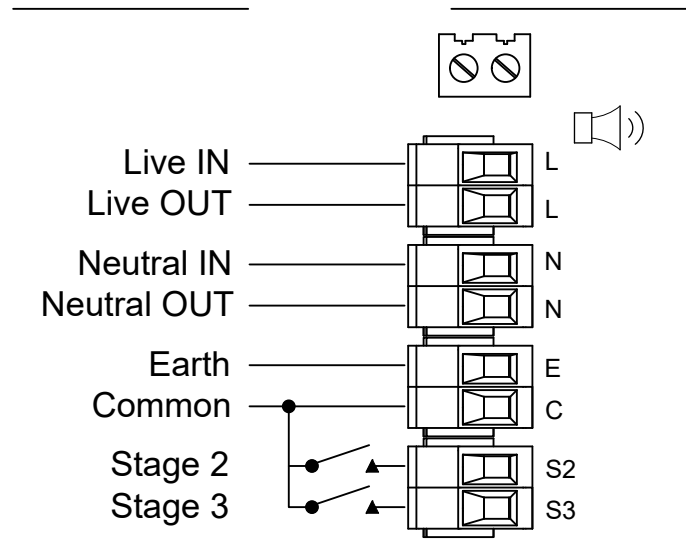 Live IN L
Live OUT L
Neutral IN N
Neutral OUT N
Earth E
Common C
Stage 2 S2
Stage 3 S3